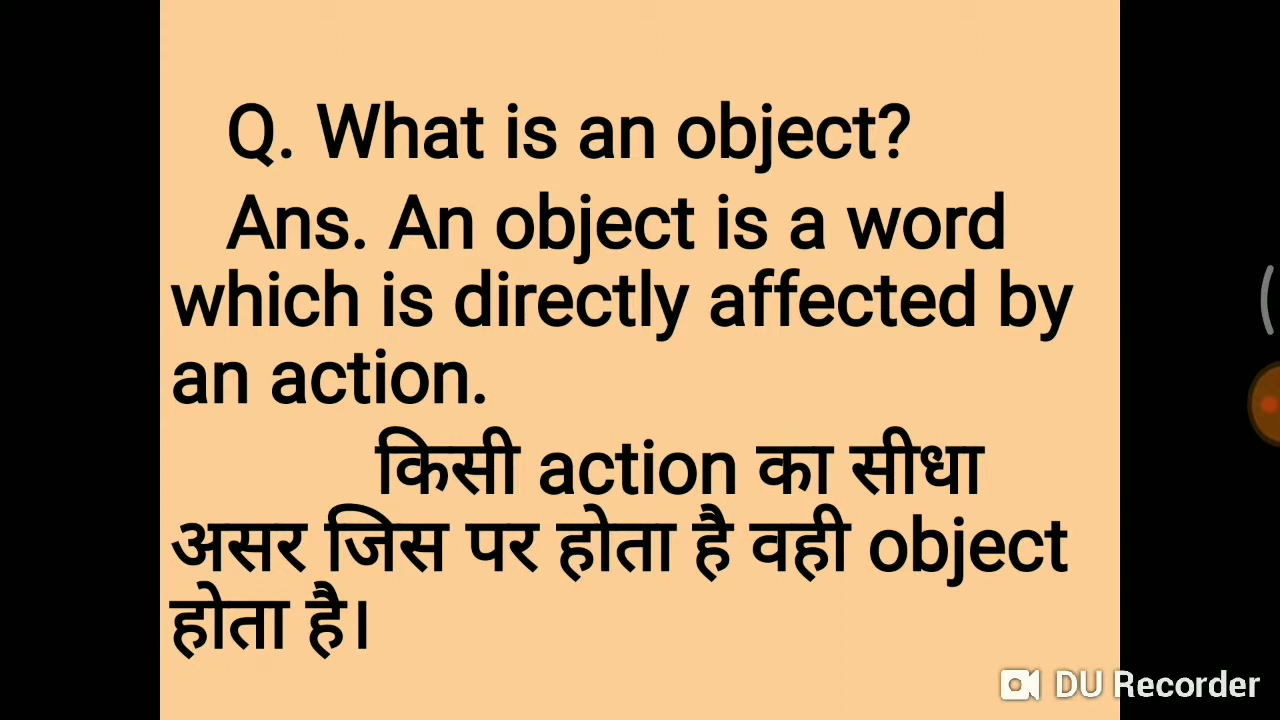 Q. What is an object?
Ans. An object is a word
which is directly affected by
an action.
किसी action का सीधा
असर जिस पर होता है वही object
होता है।
DU Recorder